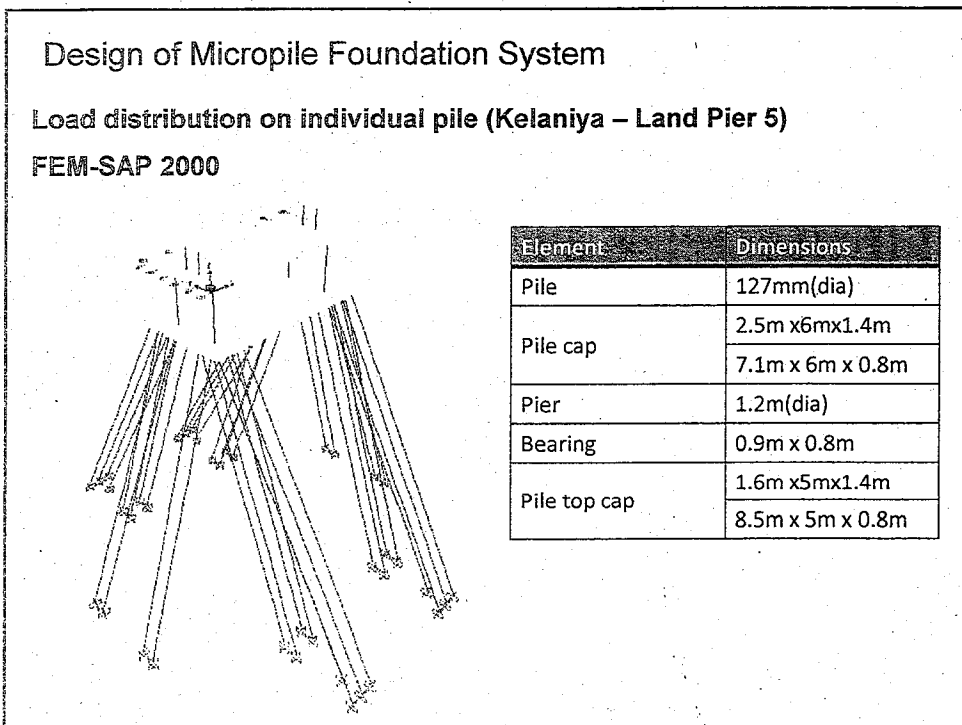 Design of Micropile Foundation System
Load distribution on individual pile (Kelaniya – Land Pier 5)
FEM-SAP 2000
Element Dimensions
Pile 127mm(dia)
Pile cap 2.5m x6mx1.4m
7.1m x 6m x 0.8m
Pier 1.2m(dia)
Bearing 0.9m x 0.8m
Pile top cap 1.6m x5mx1.4m
8.5m x 5m x 0.8m